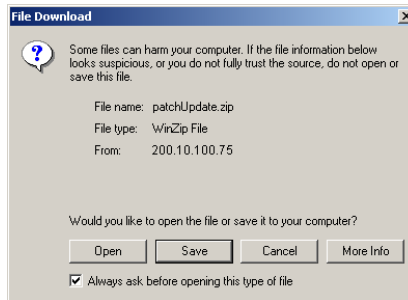 File Download
Some files can harm your computer. If the file information below
looks suspicious, or you do not fully trust the source, do not open or
save this file.
File name: patchUpdate.zip
File type: WinZip File
From: 200.10.100.75
Would you like to open the file or save it to your computer?
Open Save Cancel More Info
Always ask before opening this type of file